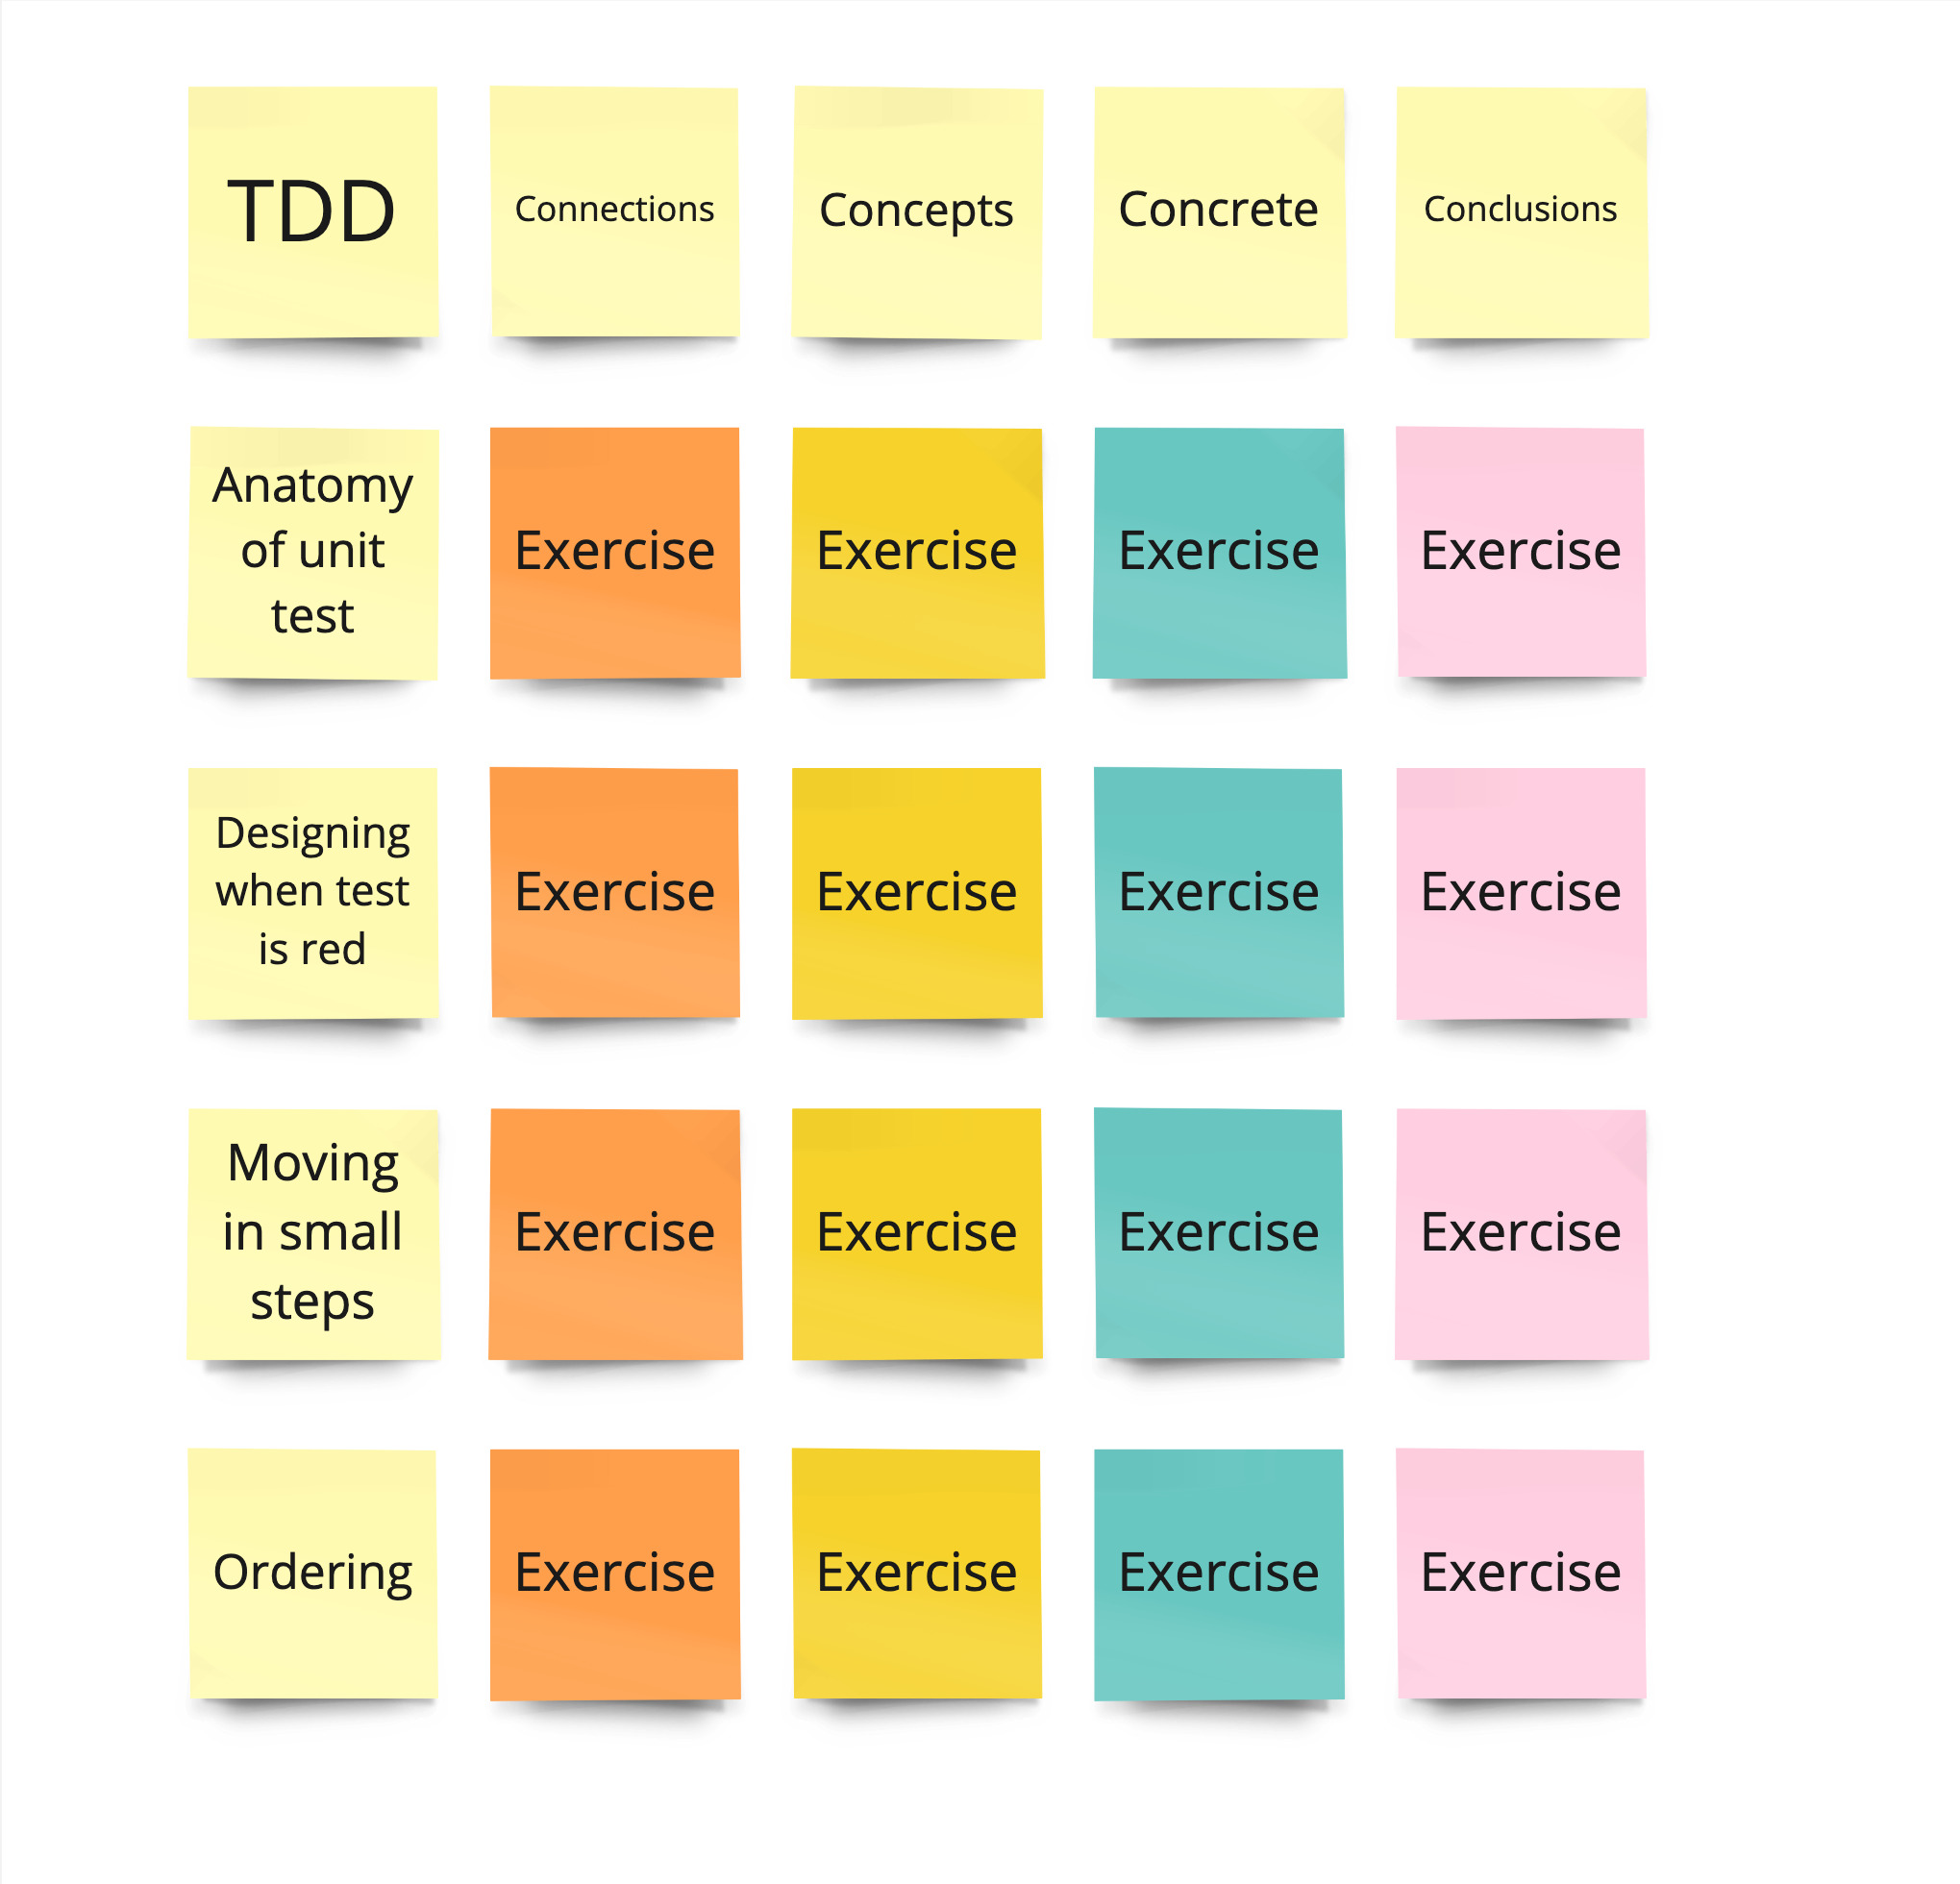 TDD
Connections
Concepts
Concrete
Conclusions
Anatomy
of unit
test
Exercise
Exercise
Exercise
Exercise
Designing
when test
is red
Exercise
Exercise
Exercise
Exercise
Moving
in small
steps
Exercise
Exercise
Exercise
Exercise
Ordering
Exercise
Exercise
Exercise
Exercise